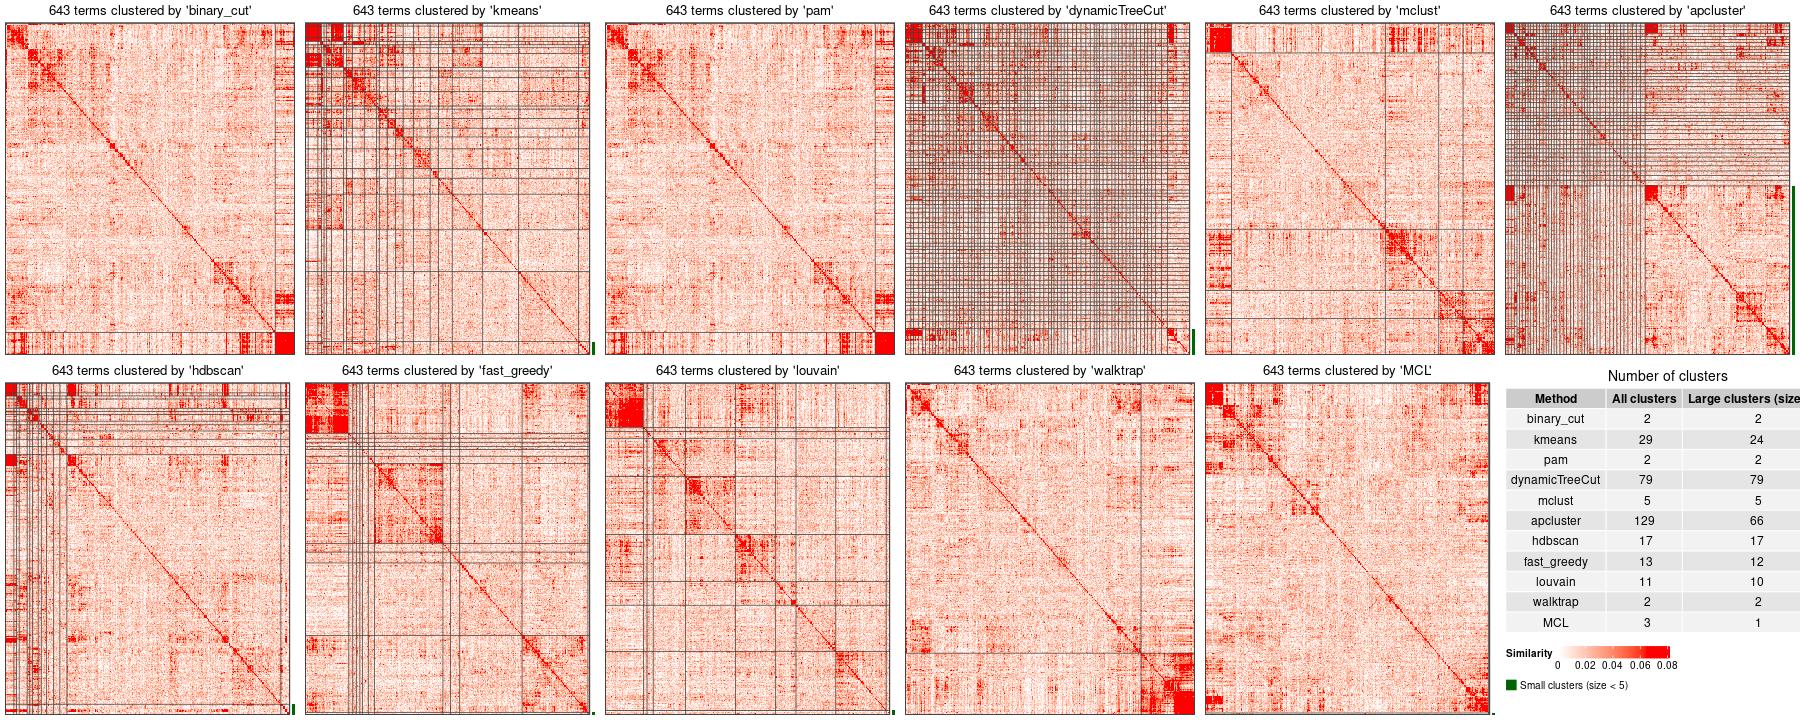 643 terms clustered by 'binary_cut'
643 terms clustered by 'kmeans'
643 terms clustered by 'pam'
643 terms clustered by 'dynamicTreeCut'
643 terms clustered by 'mclust'
643 terms clustered by 'apcluster'
643 terms clustered by 'hdbscan'
643 terms clustered by 'fast_greedy'
643 terms clustered by 'louvain'
643 terms clustered by 'walktrap'
643 terms clustered by 'MCL'
Number of clusters
Method All clusters Large clusters (size
binary_cut 2 2
kmeans 29 24
pam 2 2
dynamicTreeCut 79 79
mclust 5 5
apcluster 129 66
hdbscan 17 17
fast_greedy 13 12
louvain 11 10
walktrap 2 2
MCL 3 1
Similarity
0 0.02 0.04 0.06 0.08
Small clusters (size < 5)